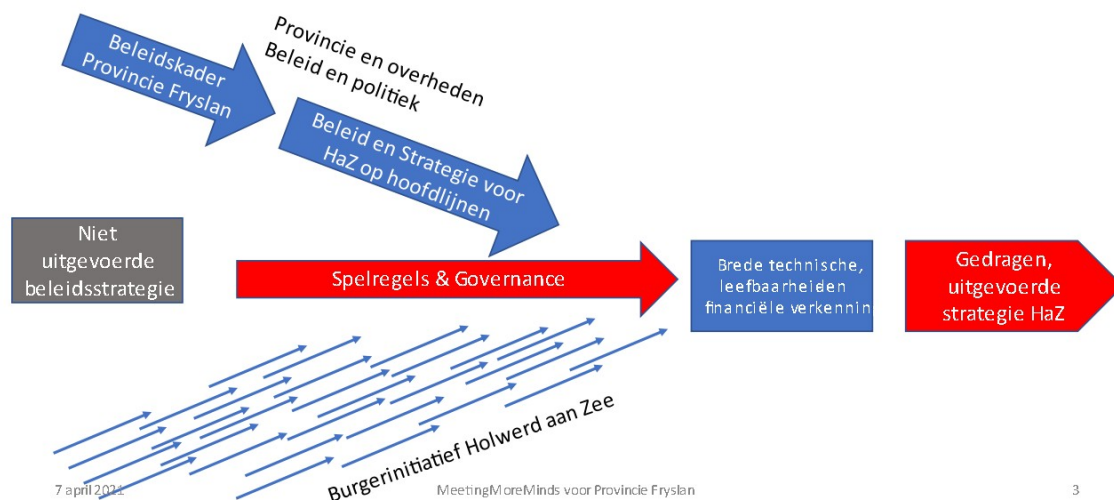 Beleidskader
Provincie Fryslan
Provincie en overheden
Beleid en politiek
Beleid en Strategie voor
HaZ op hoofdlijnen
Niet
uitgevoerde
beleidsstrategie
Spelregels & Governance
Brede technische,
leefbaarheiden
financiële verkennin
Gedragen,
uitgevoerde
strategie HaZ
Burgerinitiatief Holwerd aan Zee
7 april 2021
MeetingMoreMinds voor Provincie Fryslan
3